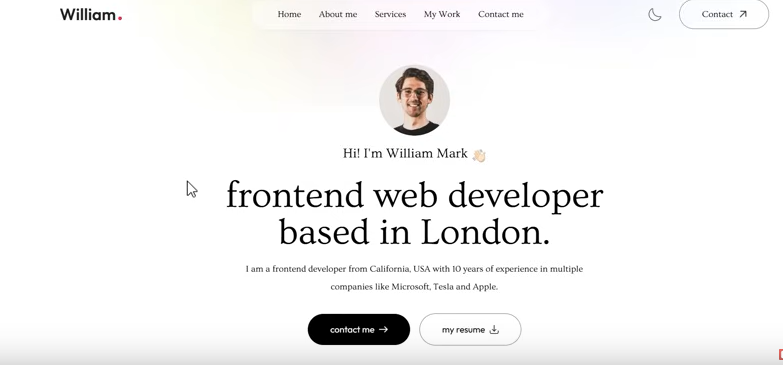 William.
Home About me Services My Work Contact me
Contact
Hi! I'm William Mark 👋🏻
frontend web developer
based in London.
I am a frontend developer from California, USA with 10 years of experience in multiple
companies like Microsoft, Tesla and Apple.
contact me →
my resume